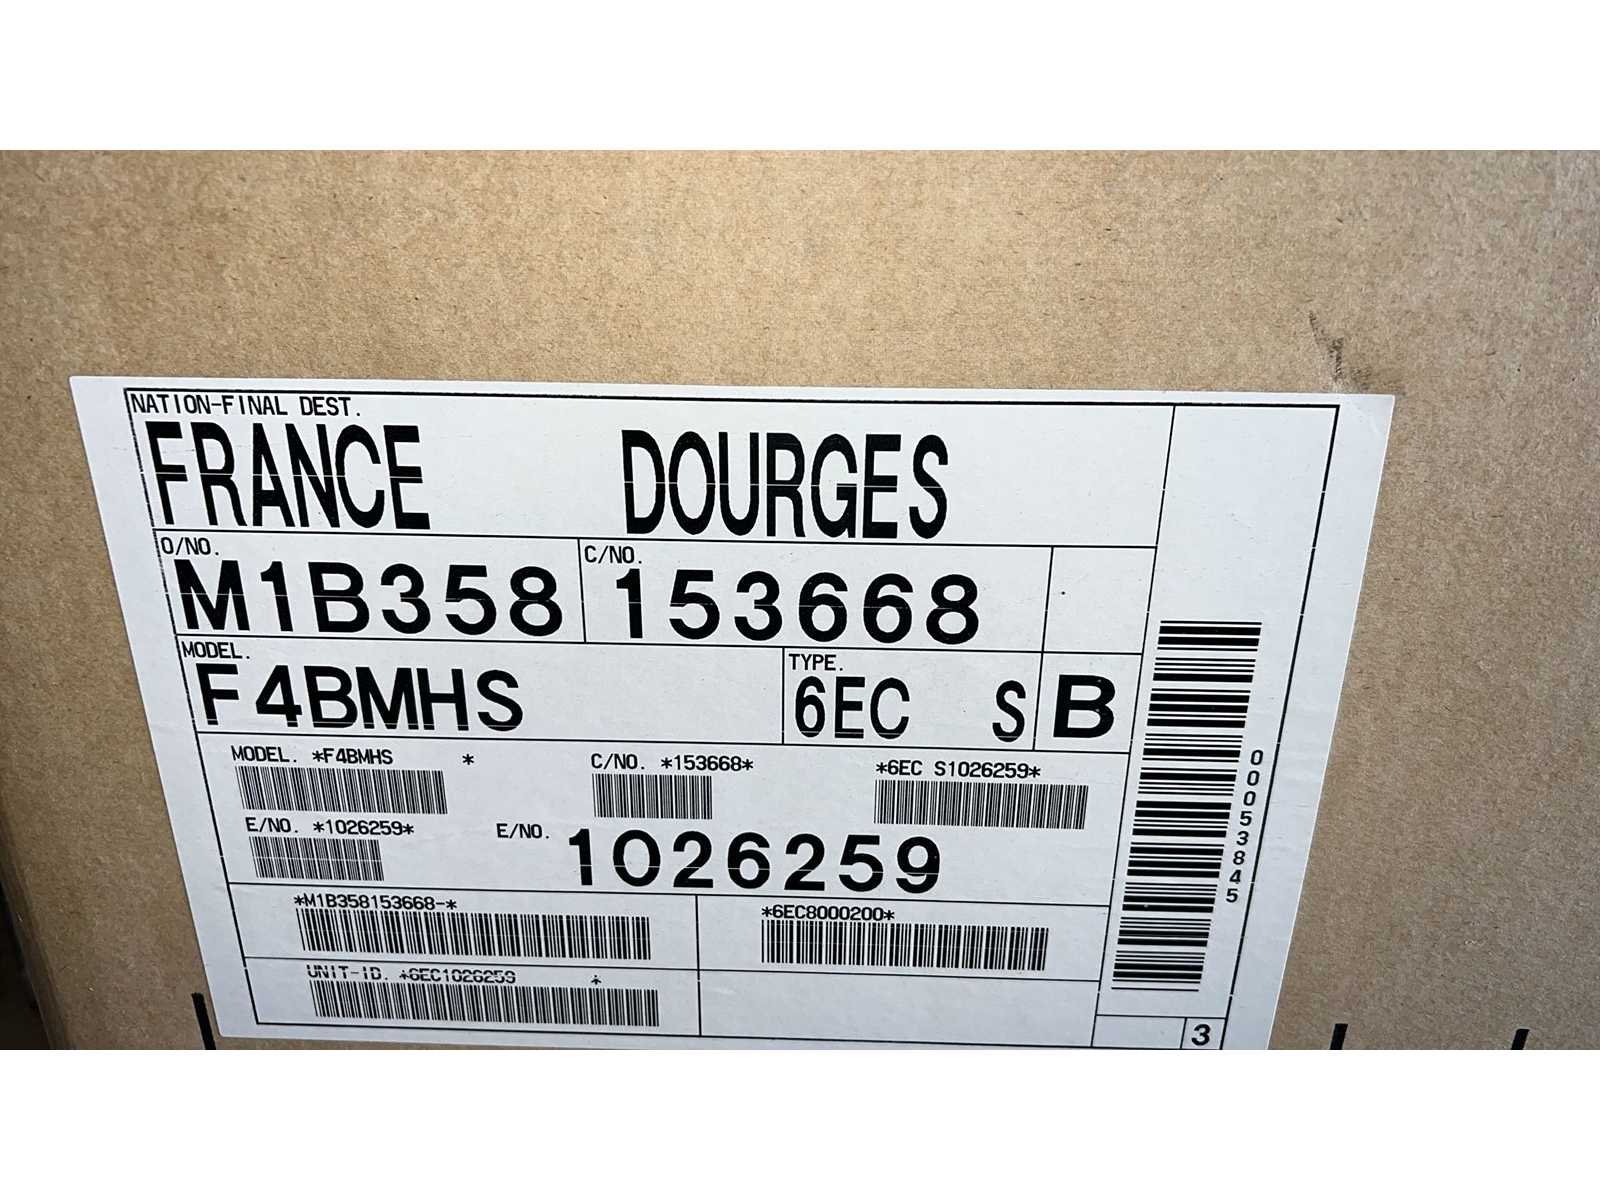 NATION-FINAL DEST.
FRANCE DOURGES
O/NO. C/NO.
M1B358 153668
MODEL. TYPE.
F4BMHS 6EC S B
MODEL. *F4BMHS * C/NO. *153668* *6EC S1026259*
E/NO. *1026259* E/NO. 1026259
*M1B358153668-* *6EC8000200*
UNIT-ID. *6EC1026259 *
00053845
3